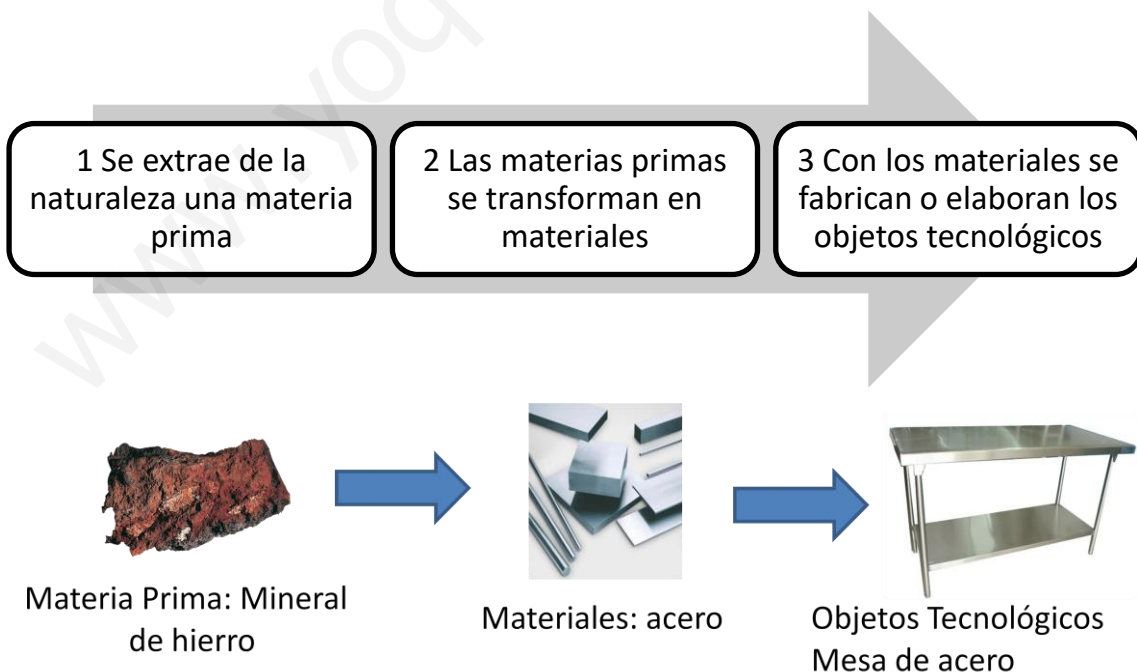 www.yoq
1 Se extrae de la
naturaleza una materia
prima
2 Las materias primas
se transforman en
materiales
3 Con los materiales se
fabrican o elaboran los
objetos tecnológicos
Materia Prima: Mineral
de hierro
Materiales: acero
Objetos Tecnológicos
Mesa de acero